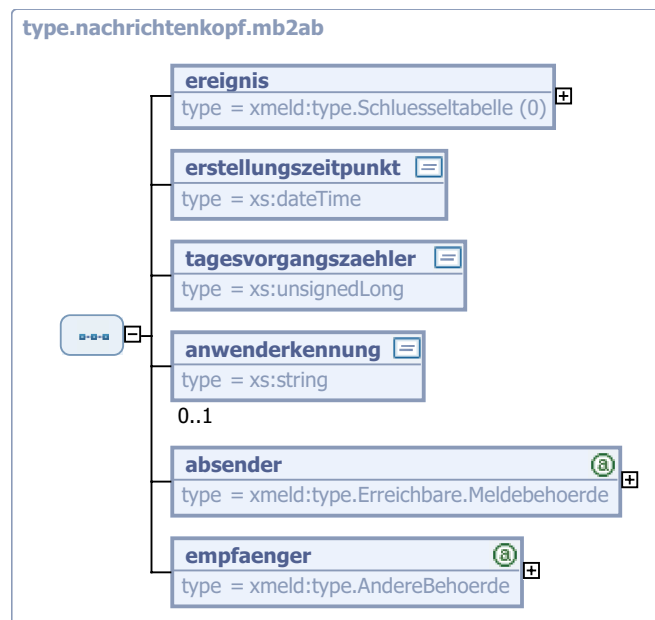 type.nachrichtenkopf.mb2ab
ereignis
type = xmeld:type.Schluesseltabelle (0)
erstellungszeitpunkt
type = xs:dateTime
tagesvorgangszaehler
type = xs:unsignedLong
anwenderkennung
type = xs:string
0..1
absender
type = xmeld:type.Erreichbare.Meldebehoerde
empfaenger
type = xmeld:type.AndereBehoerde